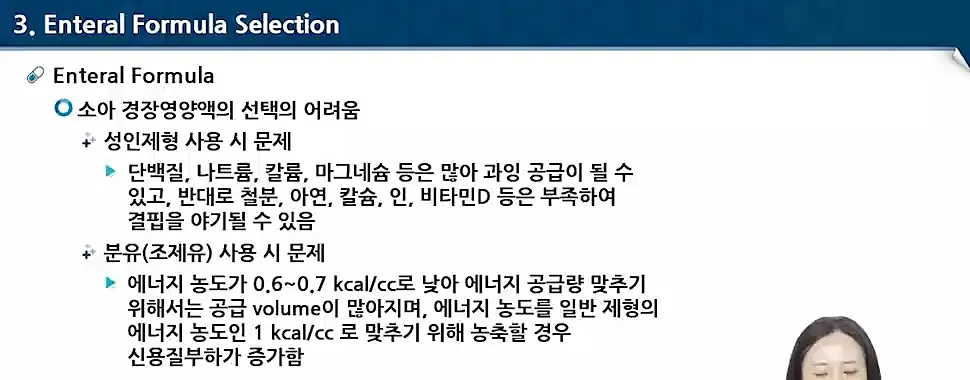 3. Enteral Formula Selection
Enteral Formula
소아 경장영양액의 선택의 어려움
성인제형 사용 시 문제
단백질, 나트륨, 칼륨, 마그네슘 등은 많아 과잉 공급이 될 수
있고, 반대로 철분, 아연, 칼슘, 인, 비타민D 등은 부족하여
결핍을 야기될 수 있음
분유(조제유) 사용 시 문제
에너지 농도가 0.6~0.7 kcal/cc로 낮아 에너지 공급량 맞추기
위해서는 공급 volume이 많아지며, 에너지 농도를 일반 제형의
에너지 농도인 1 kcal/cc 로 맞추기 위해 농축할 경우
신용질부하가 증가함